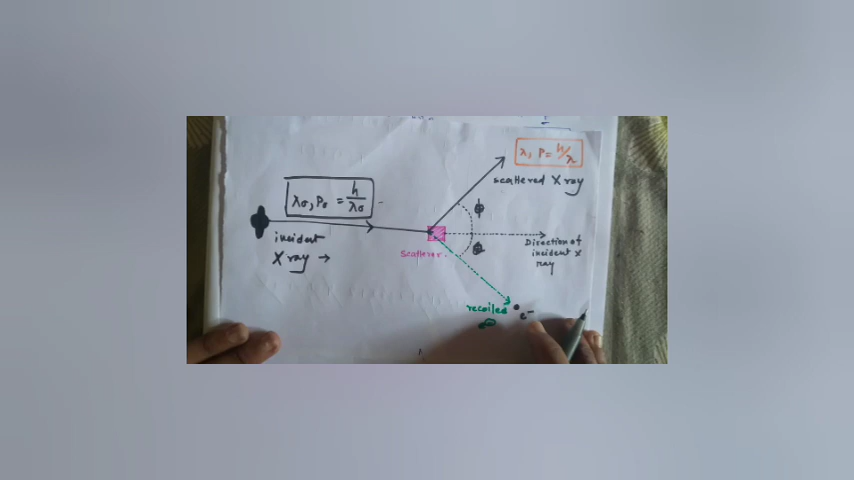 λ, P = h/λ
scattered X ray
λo, Po = h/λo
ϕ
incident
X ray →
scatterer.
θ
Direction of
incident X
ray
recoiled
e⁻